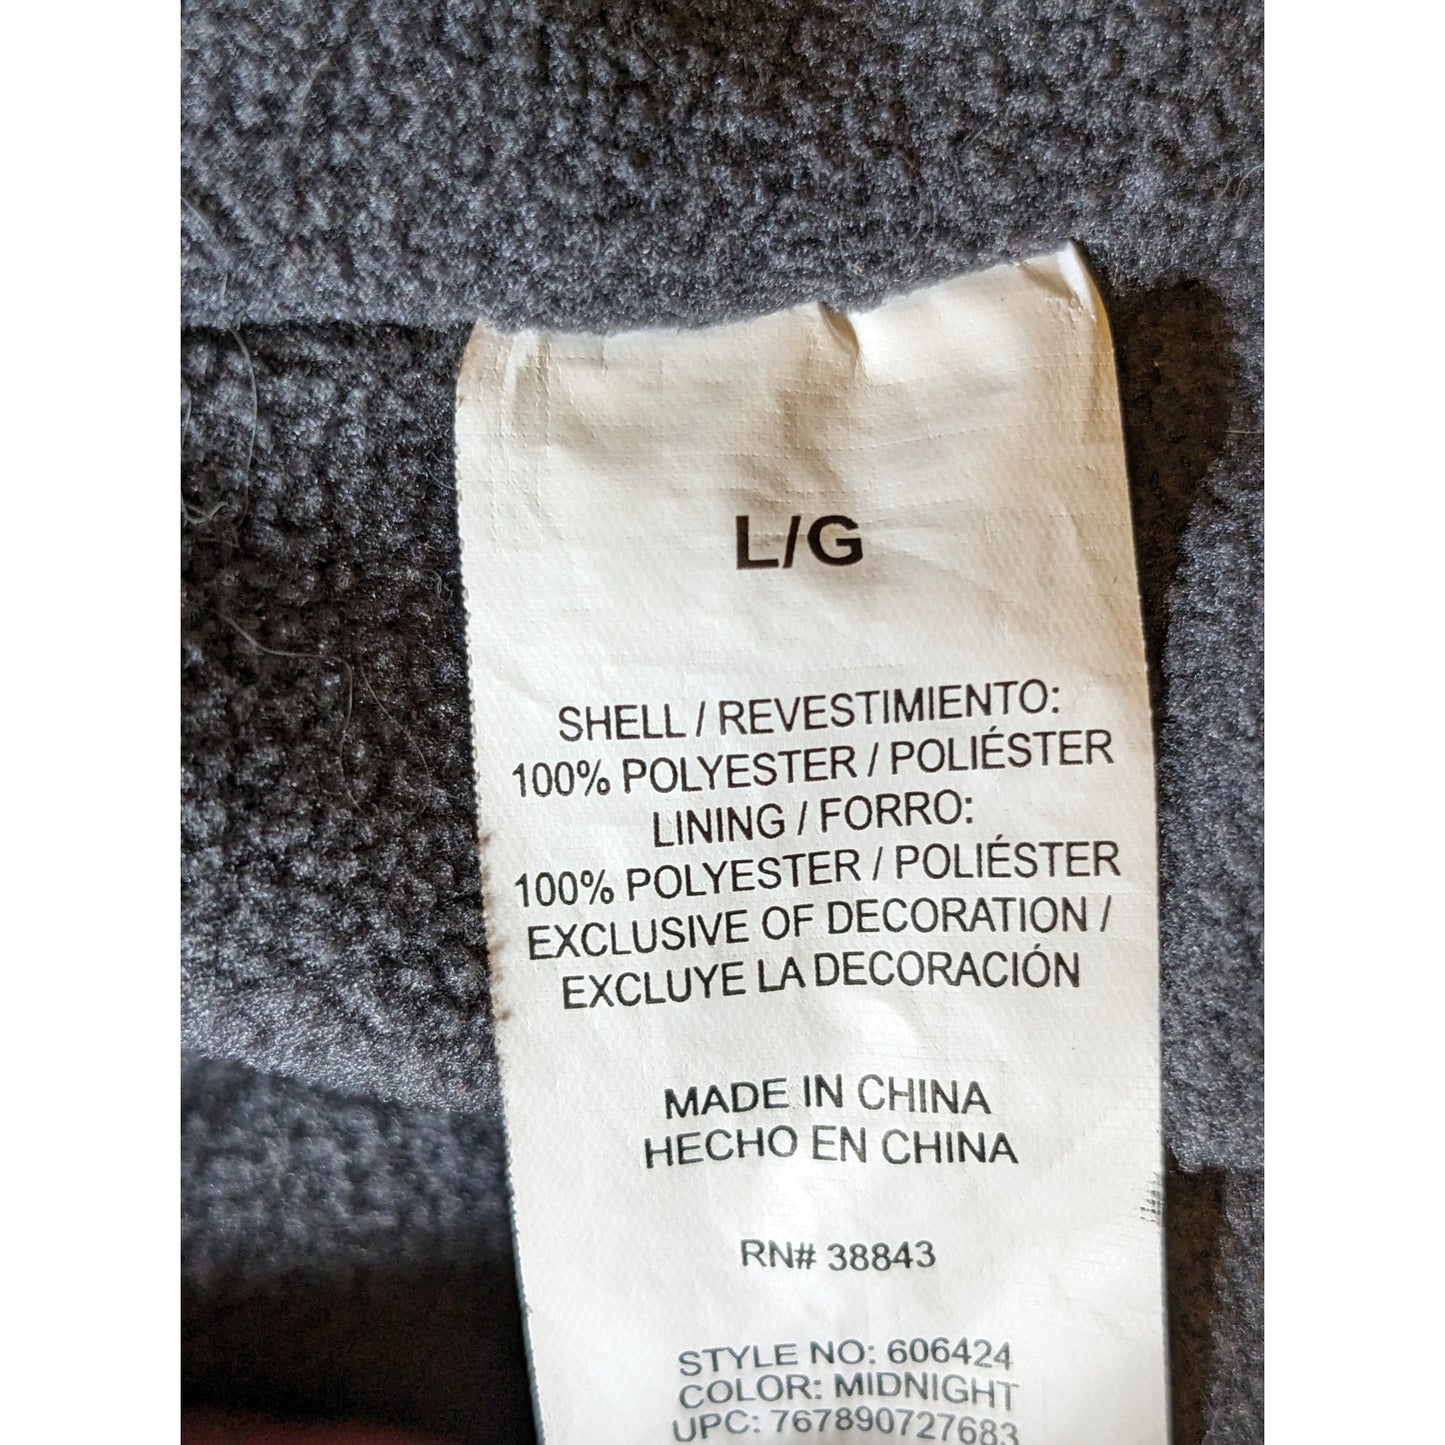 L/G
SHELL / REVESTIMIENTO:
100% POLYESTER / POLIÉSTER
LINING / FORRO:
100% POLYESTER / POLIÉSTER
EXCLUSIVE OF DECORATION /
EXCLUYE LA DECORACIÓN
MADE IN CHINA
HECHO EN CHINA
RN# 38843
STYLE NO: 606424
COLOR: MIDNIGHT
UPC: 767890727683